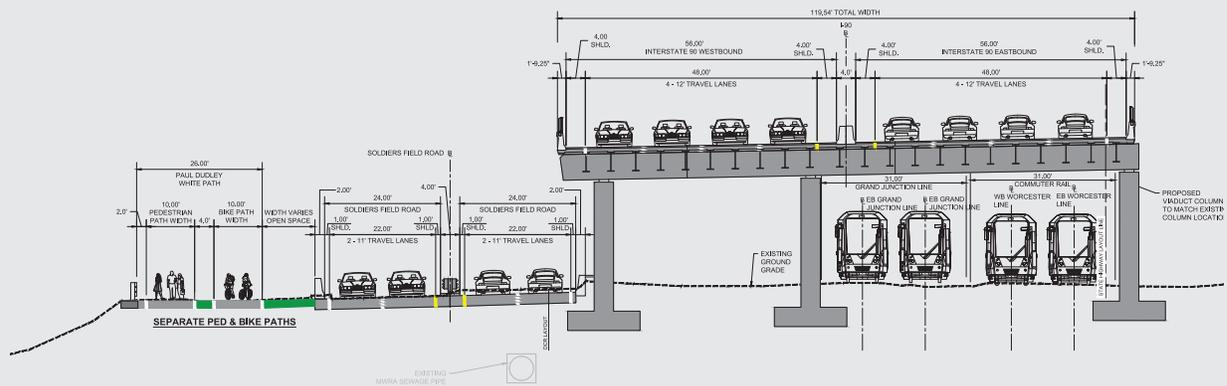 119.54' TOTAL WIDTH
I-90
4.00'
SHLD.
56.00'
INTERSTATE 90 WESTBOUND
4.00'
SHLD.
4.00'
SHLD.
56.00'
INTERSTATE 90 EASTBOUND
4.00'
SHLD.
1'-9.25"
48.00'
4 - 12' TRAVEL LANES
4.0'
48.00'
4 - 12' TRAVEL LANES
1'-9.25"
SOLDIERS FIELD ROAD
26.00'
PAUL DUDLEY
WHITE PATH
2.0'
10.00'
PEDESTRIAN
PATH WIDTH
4.0'
10.00'
BIKE PATH
WIDTH
WIDTH VARIES
OPEN SPACE
2.00'
24.00'
SOLDIERS FIELD ROAD
4.00'
24.00'
SOLDIERS FIELD ROAD
2.00'
1.00'
SHLD.
22.00'
2 - 11' TRAVEL LANES
1.00'
SHLD.
1.00'
SHLD.
22.00'
2 - 11' TRAVEL LANES
1.00'
SHLD.
31.00'
GRAND JUNCTION LINE
31.00'
COMMUTER RAIL
EB GRAND
JUNCTION LINE
EB GRAND
JUNCTION LINE
WB WORCESTER
LINE
EB WORCESTER
LINE
PROPOSED
VIADUCT COLUMN
TO MATCH EXISTIN
COLUMN LOCATIO
EXISTING
GROUND
GRADE
STATE HIGHWAY LAYOUT LINE
SEPARATE PED & BIKE PATHS
DCR LAYOUT
EXISTING
MWRA SEWAGE PIPE